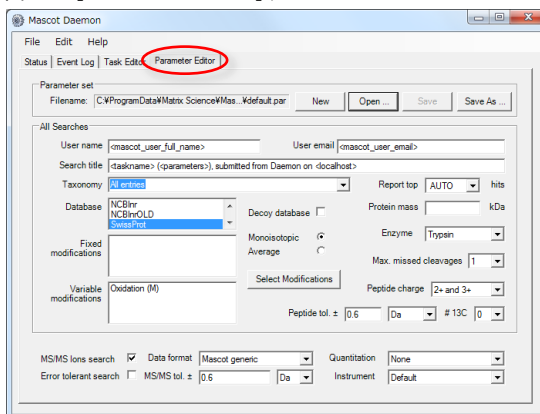 Mascot Daemon
File Edit Help
Status Event Log Task Editor Parameter Editor
Parameter set
Filename: C:¥ProgramData¥Matrix Science¥Mas...¥default.par New Open ... Save Save As ...
All Searches
User name <mascot_user_full_name> User email <mascot_user_email>
Search title <taskname> (<parameters>), submitted from Daemon on <localhost>
Taxonomy All entries Report top AUTO hits
Database NCBInr
NCBInrOLD
SwissProt
Decoy database Protein mass kDa
Fixed modifications
Monoisotopic
Average
Enzyme Trypsin
Max. missed cleavages 1
Select Modifications
Variable modifications Oxidation (M)
Peptide charge 2+ and 3+
Peptide tol. ± 0.6 Da # 13C 0
MS/MS Ions search Data format Mascot generic Quantitation None
Error tolerant search MS/MS tol. ± 0.6 Da Instrument Default